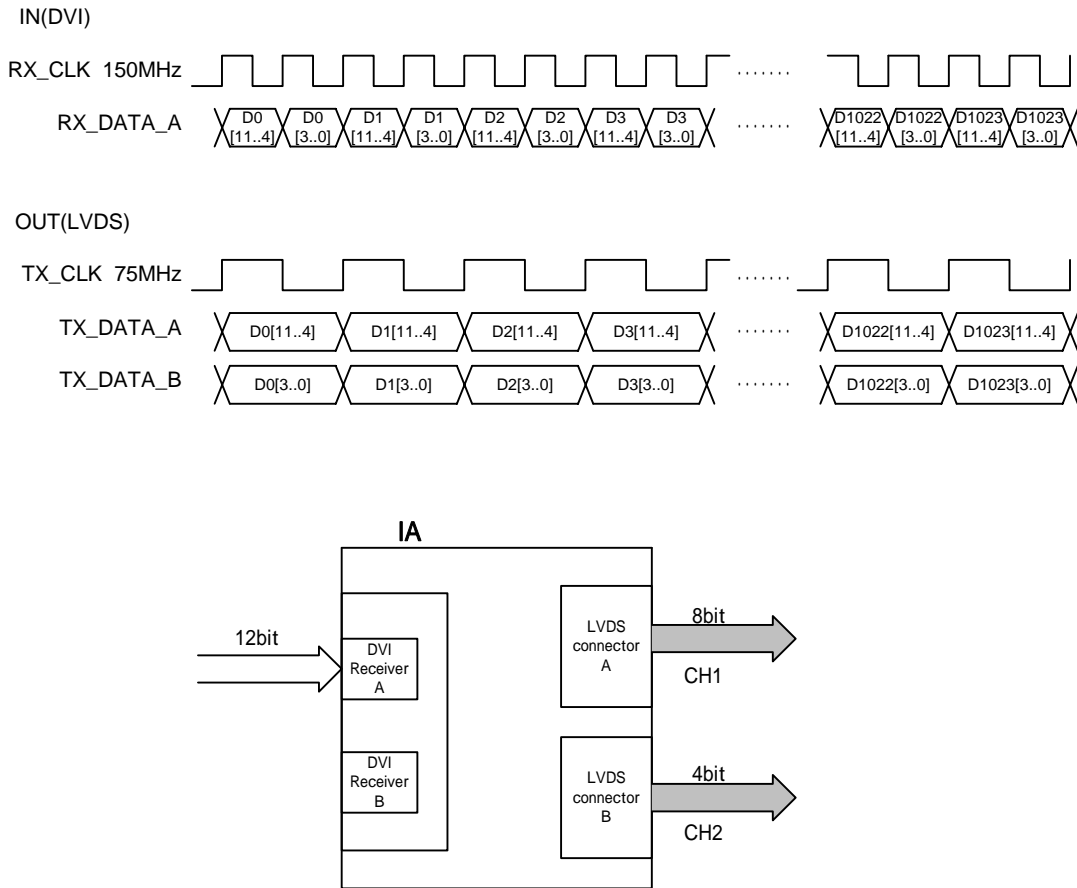 IN(DVI)
RX_CLK 150MHz
.......
RX_DATA_A
D0 D0 D1 D1 D2 D2 D3 D3 D1022 D1022 D1023 D1023
[11..4] [3..0] [11..4] [3..0] [11..4] [3..0] [11..4] [3..0] ....... [11..4] [3..0] [11..4] [3..0]
OUT(LVDS)
TX_CLK 75MHz
.......
TX_DATA_A D0[11..4] D1[11..4] D2[11..4] D3[11..4] ....... D1022[11..4] D1023[11..4]
TX_DATA_B D0[3..0] D1[3..0] D2[3..0] D3[3..0] ....... D1022[3..0] D1023[3..0]
IA
12bit
DVI
Receiver
A
DVI
Receiver
B
LVDS
connector
A
8bit
CH1
LVDS
connector
B
4bit
CH2